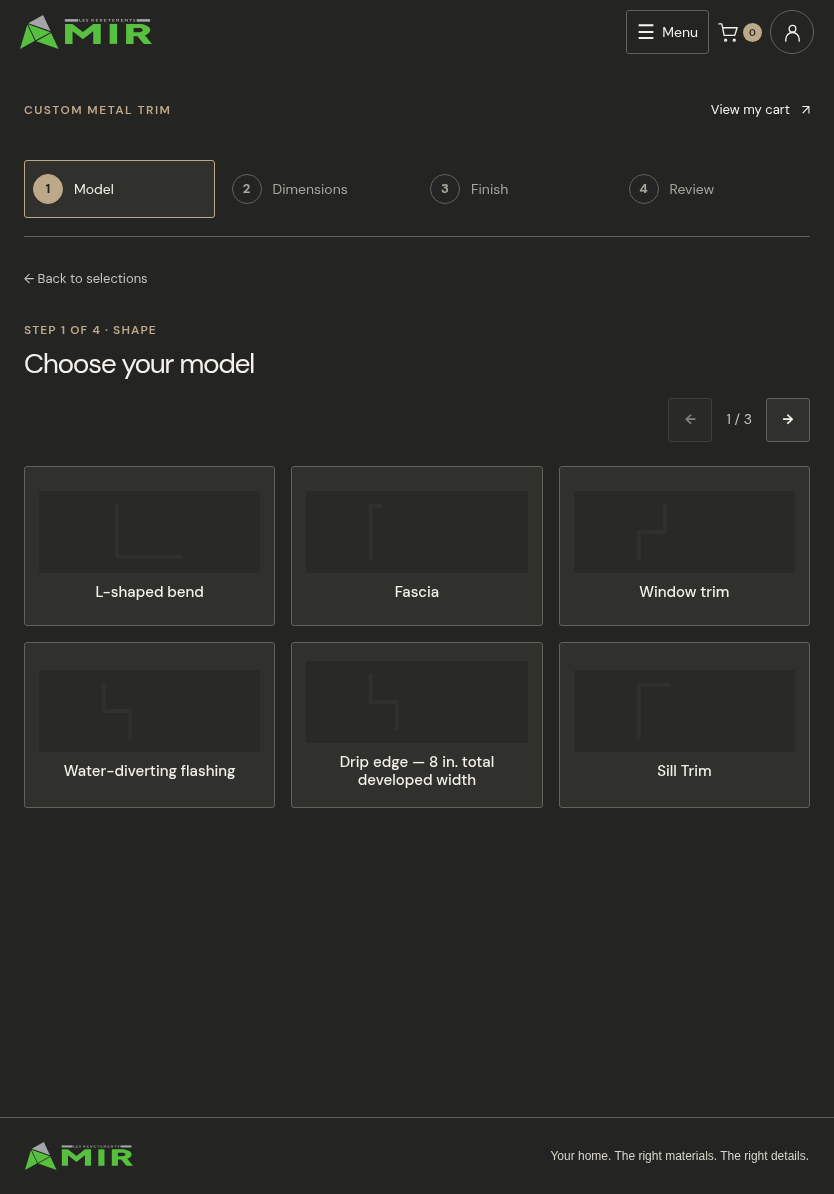 LES REVETEMENTS
MIR
Menu
0
CUSTOM METAL TRIM
View my cart
1 Model
2 Dimensions
3 Finish
4 Review
← Back to selections
STEP 1 OF 4 · SHAPE
Choose your model
← 1 / 3 →
L-shaped bend
Fascia
Window trim
Water-diverting flashing
Drip edge — 8 in. total
developed width
Sill Trim
LES REVETEMENTS
MIR
Your home. The right materials. The right details.